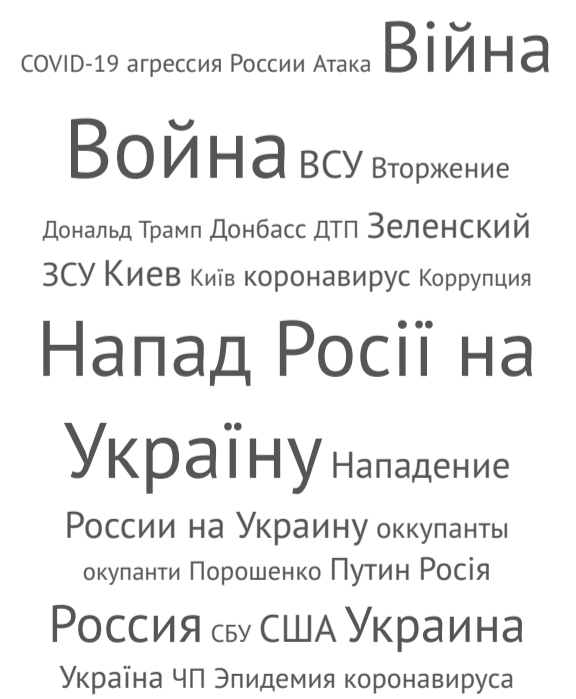 COVID-19 агрессия России Атака Війна
Война ВСУ Вторжение
Дональд Трамп Донбасс ДТП Зеленский
ЗСУ Киев Київ коронавирус Коррупция
Напад Росії на
Україну Нападение
России на Украину оккупанты
окупанти Порошенко Путин Росія
Россия СБУ США Украина
Україна ЧП Эпидемия коронавируса